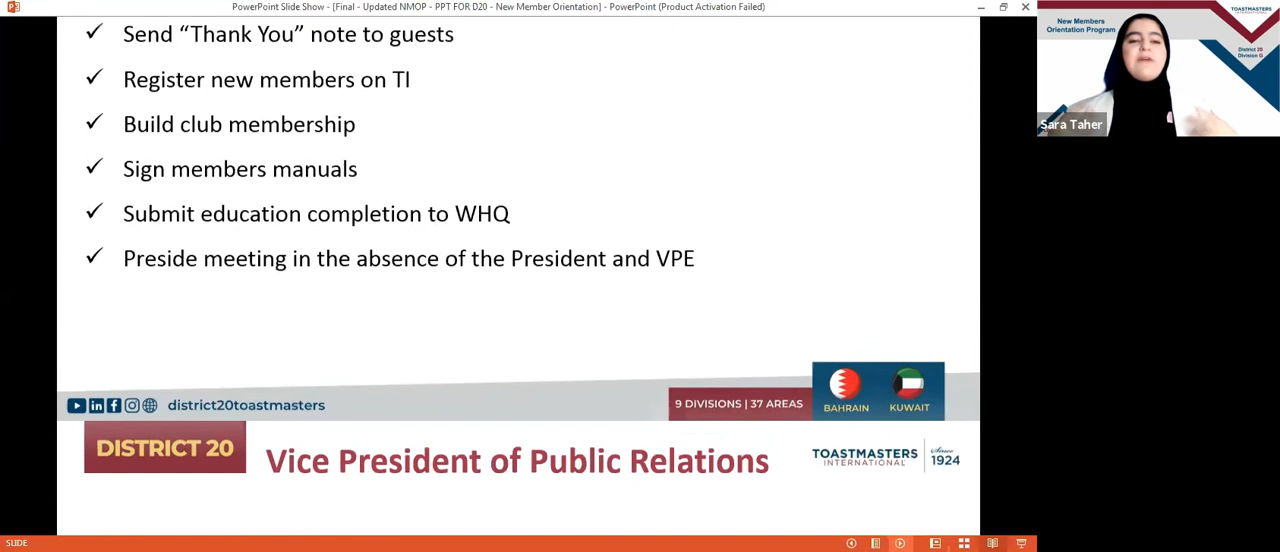 PowerPoint Slide Show - [Final - Updated NMOP - PPT FOR D20 - New Member Orientation] - PowerPoint (Product Activation Failed)
✓ Send “Thank You” note to guests
✓ Register new members on TI
✓ Build club membership
✓ Sign members manuals
✓ Submit education completion to WHQ
✓ Preside meeting in the absence of the President and VPE
district20toastmasters
9 DIVISIONS | 37 AREAS
BAHRAIN
KUWAIT
DISTRICT 20
Vice President of Public Relations
TOASTMASTERS
INTERNATIONAL
Since
1924
SLIDE
New Members
Orientation Program
TOASTMASTERS
District 20
Division G
Sara Taher